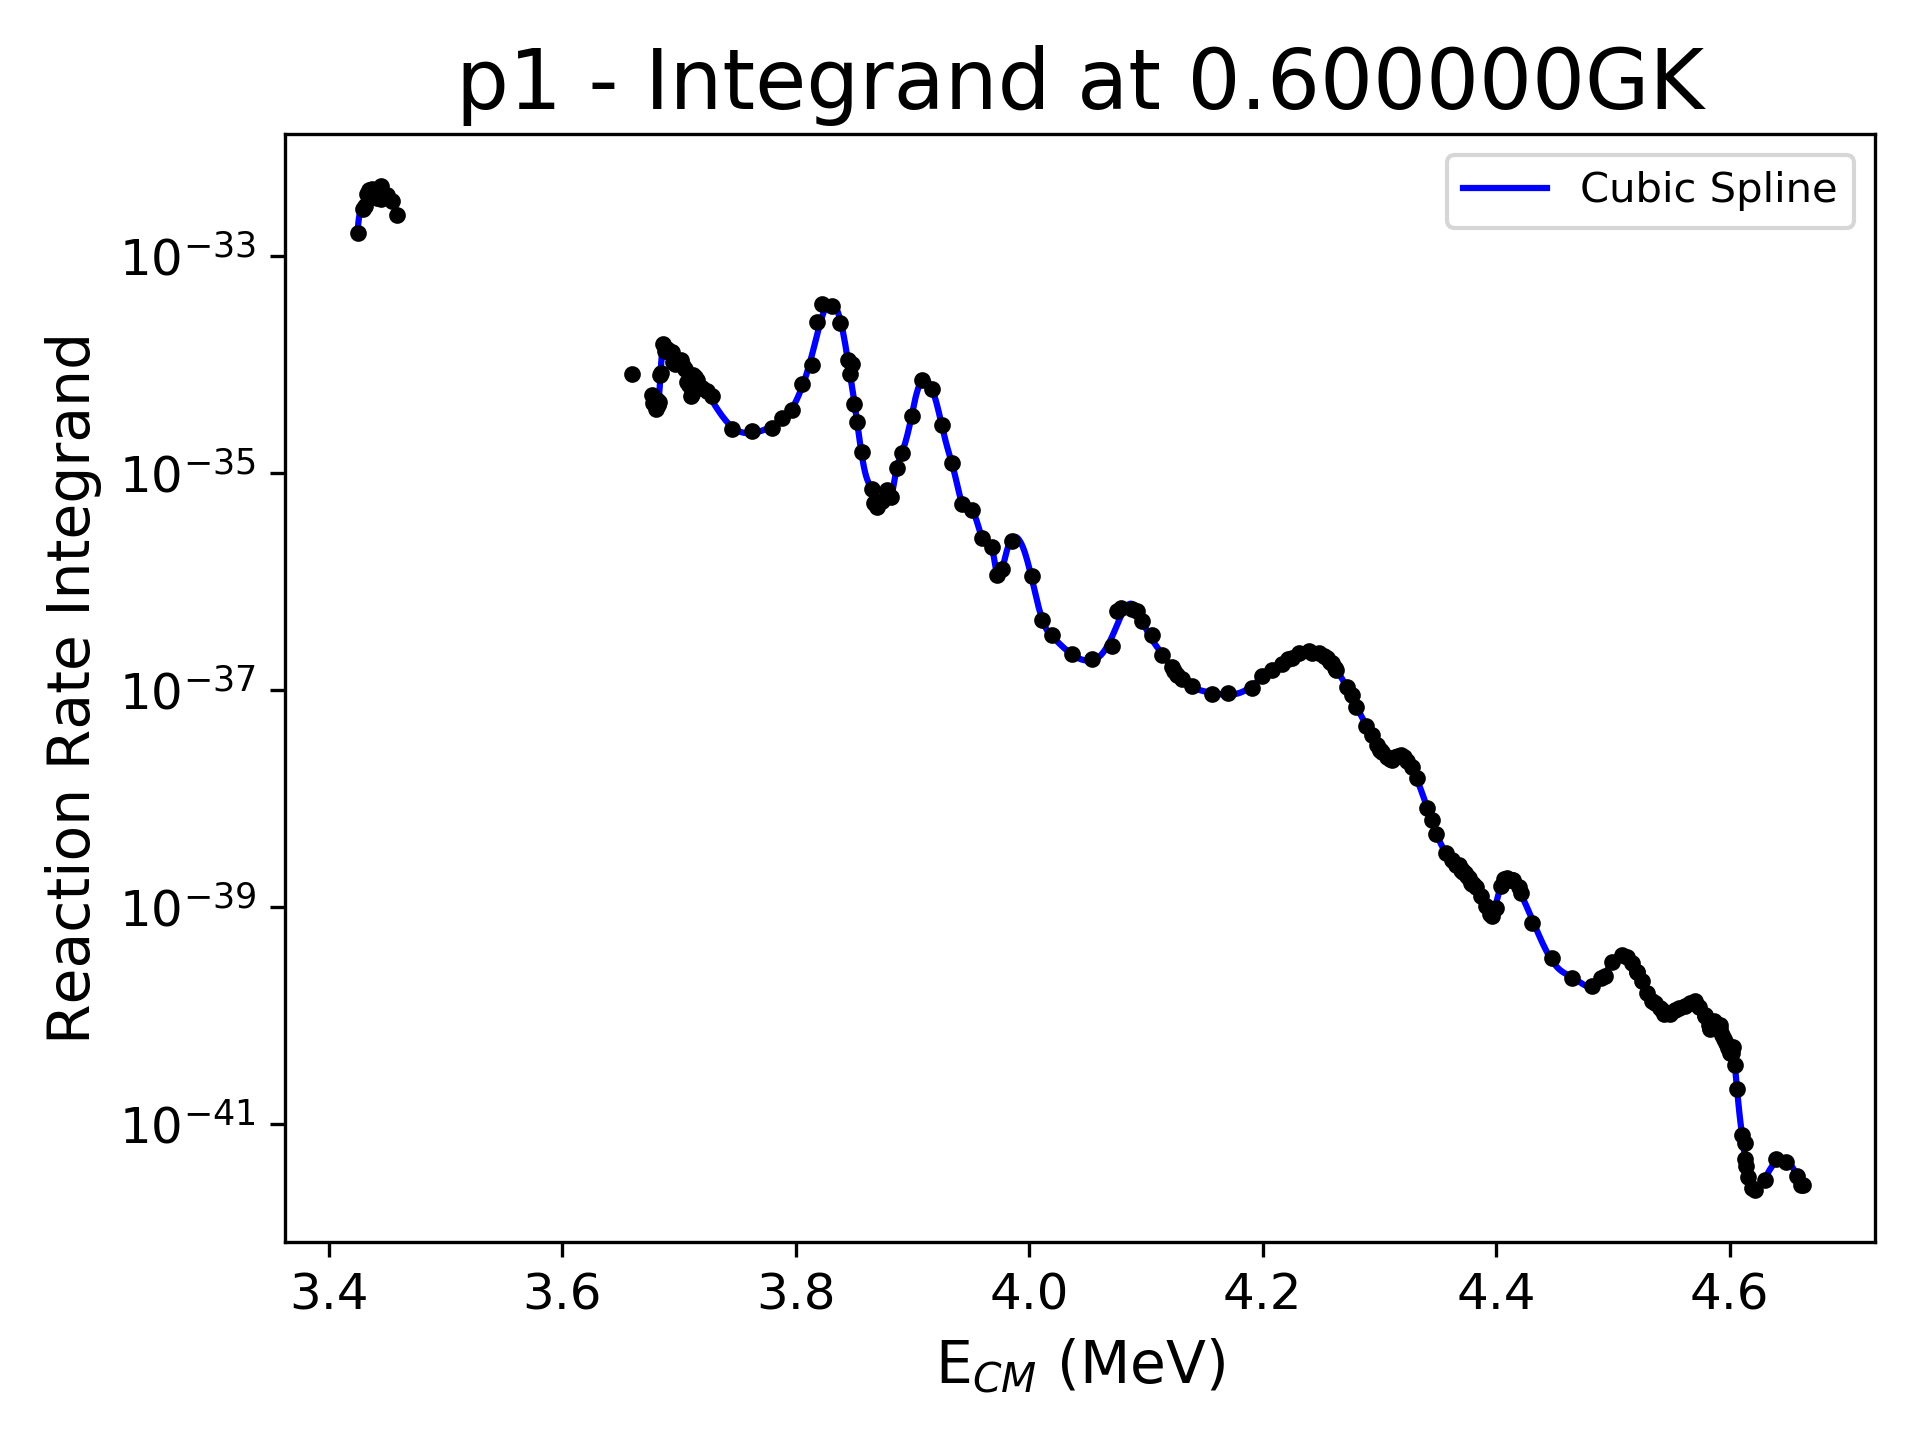 p1 - Integrand at 0.600000GK
Cubic Spline
Reaction Rate Integrand
10⁻³³
10⁻³⁵
10⁻³⁷
10⁻³⁹
10⁻⁴¹
3.4 3.6 3.8 4.0 4.2 4.4 4.6
E_CM (MeV)